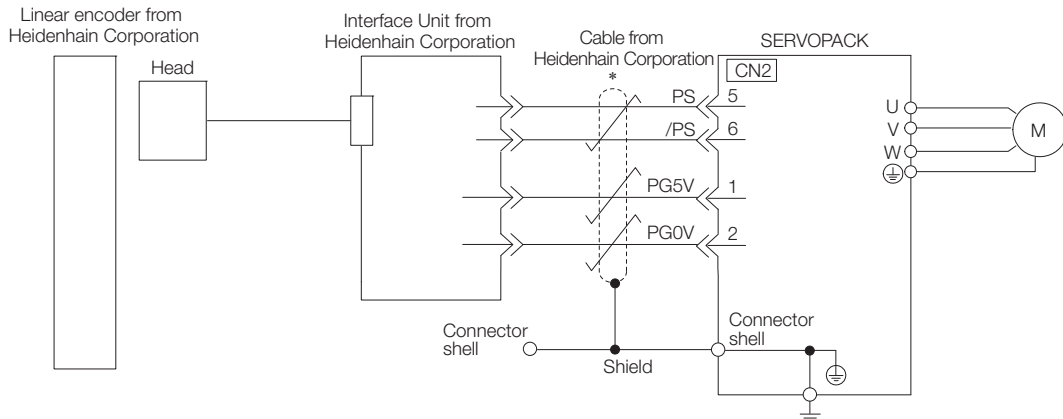 Linear encoder from
Heidenhain Corporation
Head
Interface Unit from
Heidenhain Corporation
Cable from
Heidenhain Corporation
*
SERVOPACK
CN2
PS
5
/PS
6
PG5V
1
PG0V
2
U
V
W
M
Connector
shell
Shield
Connector
shell